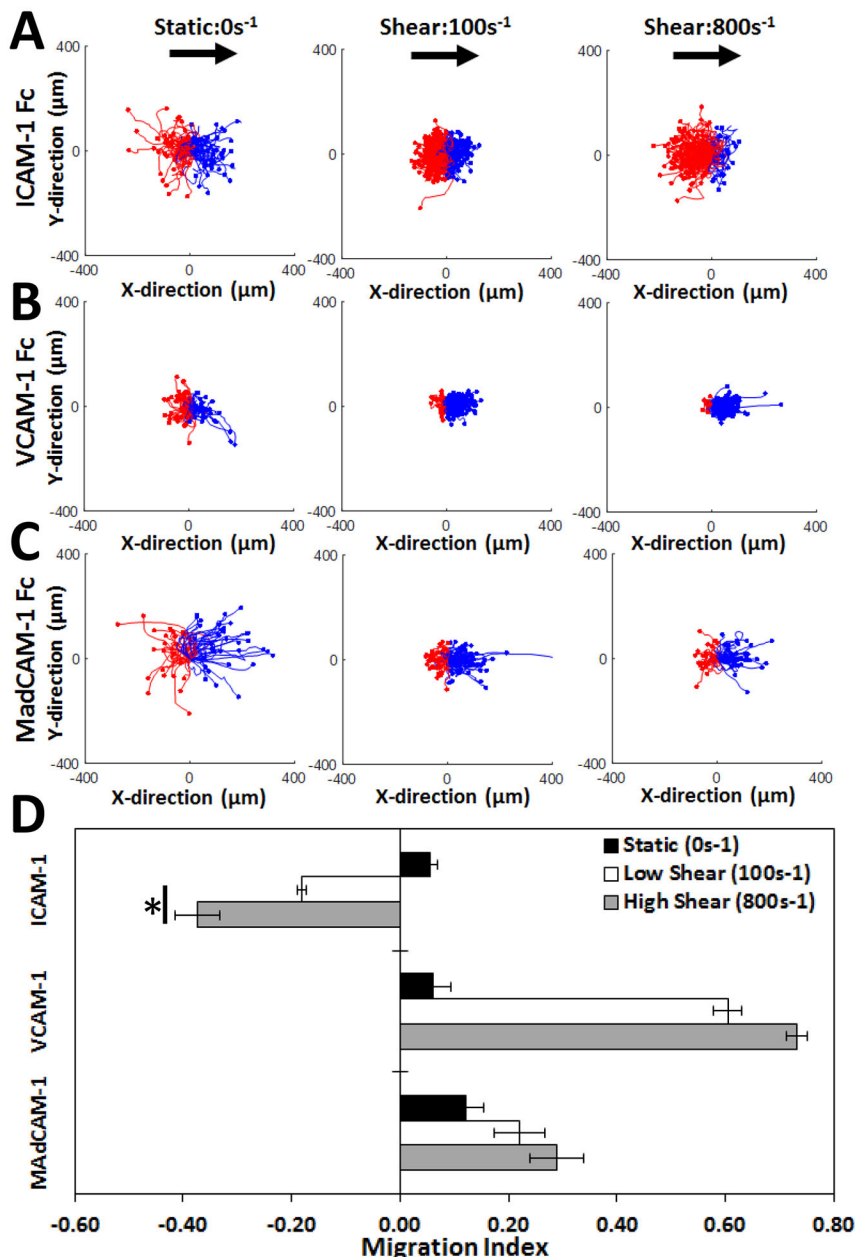 A
Static:0s-1
Shear:100s-1
Shear:800s-1
ICAM-1 Fc
Y-direction (µm)
400
0
-400
-400
0
400
X-direction (µm)
400
0
-400
-400
0
400
X-direction (µm)
400
0
-400
-400
0
400
X-direction (µm)
B
VCAM-1 Fc
Y-direction (µm)
400
0
-400
-400
0
400
X-direction (µm)
400
0
-400
-400
0
400
X-direction (µm)
400
0
-400
-400
0
400
X-direction (µm)
C
MadCAM-1 Fc
Y-direction (µm)
400
0
-400
-400
0
400
X-direction (µm)
400
0
-400
-400
0
400
X-direction (µm)
400
0
-400
-400
0
400
X-direction (µm)
D
Static (0s-1)
Low Shear (100s-1)
High Shear (800s-1)
*
ICAM-1
VCAM-1
MAdCAM-1
-0.60
-0.40
-0.20
0.00
0.20
0.40
0.60
0.80
Migration Index